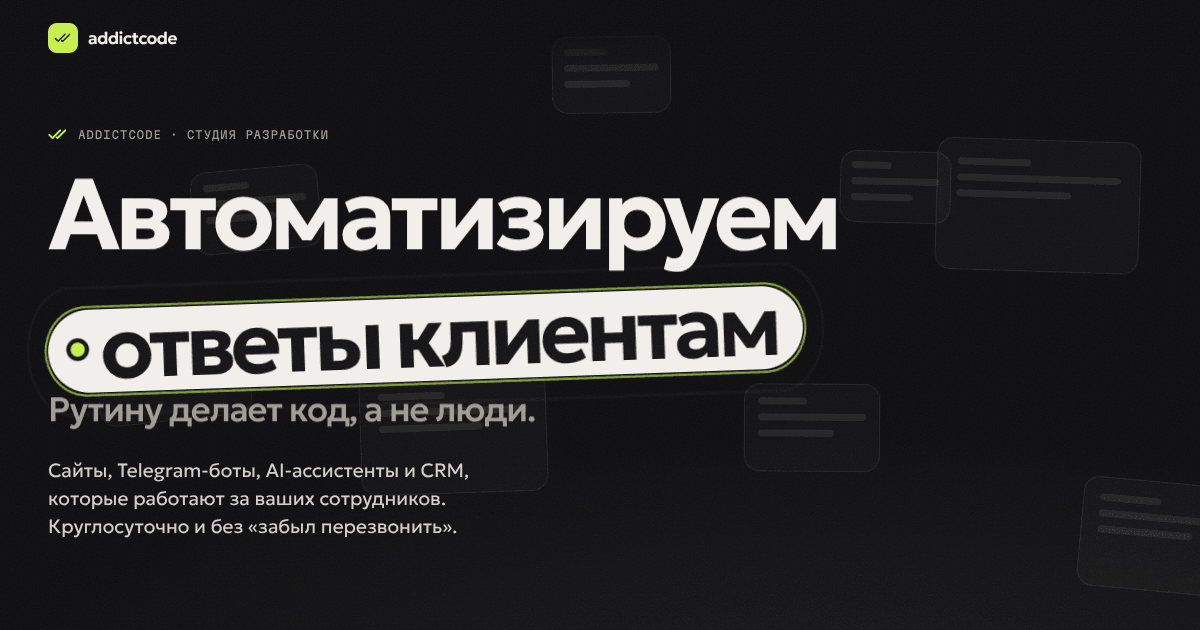 addictcode
ADDICTCODE · СТУДИЯ РАЗРАБОТКИ
Автоматизируем
ответы клиентам
Рутину делает код, а не люди.
Сайты, Telegram-боты, AI-ассистенты и CRM,
которые работают за ваших сотрудников.
Круглосуточно и без «забыл перезвонить».